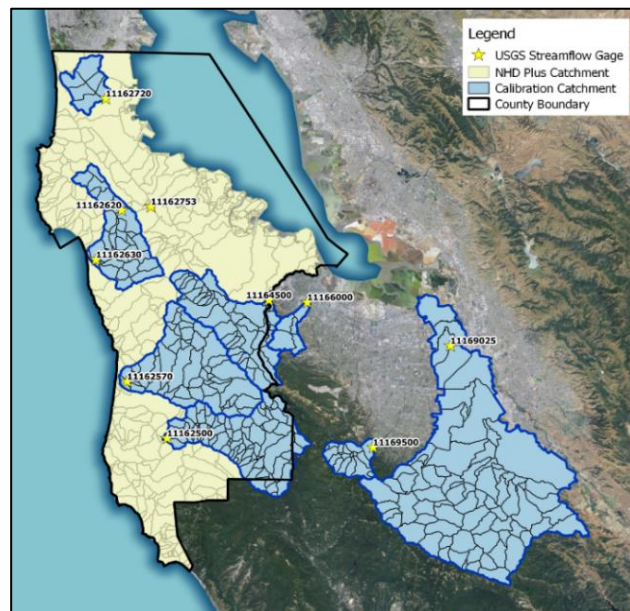 Legend
USGS Streamflow Gage
NHD Plus Catchment
Calibration Catchment
County Boundary
11162720
11162620
11162753
11162630
11164500
11166000
11169025
11162570
11162500
11169500